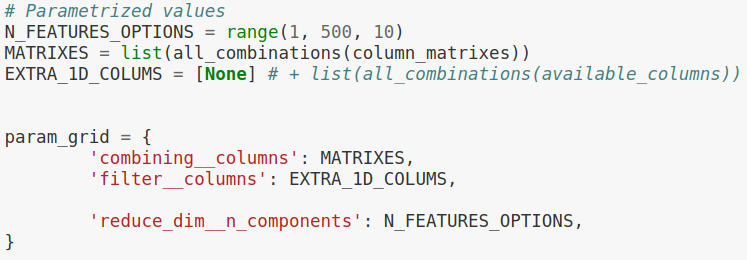 # Parametrized values
N_FEATURES_OPTIONS = range(1, 500, 10)
MATRIXES = list(all_combinations(column_matrixes))
EXTRA_1D_COLUMS = [None] # + list(all_combinations(available_columns))
param_grid = {
'combining__columns': MATRIXES,
'filter__columns': EXTRA_1D_COLUMS,
'reduce_dim__n_components': N_FEATURES_OPTIONS,
}